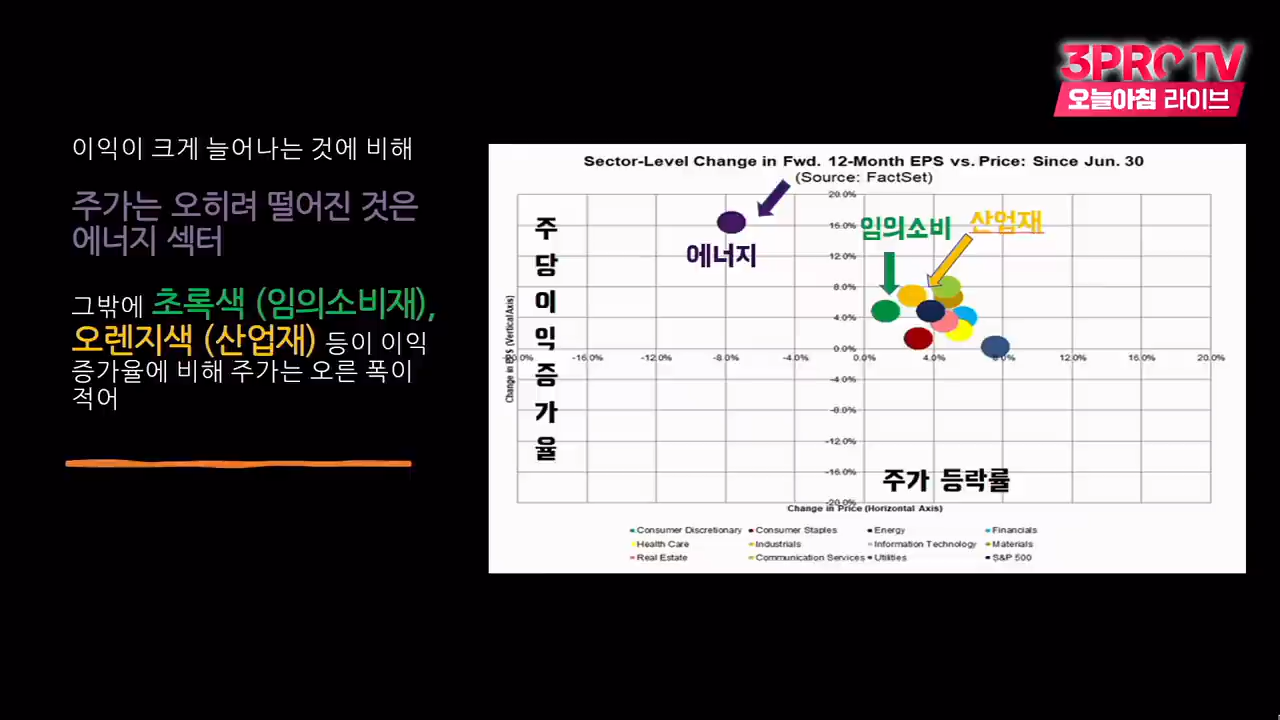 3PROTV
오늘아침 라이브
이익이 크게 늘어나는 것에 비해
주가는 오히려 떨어진 것은
에너지 섹터
그밖에 초록색 (임의소비재),
오렌지색 (산업재) 등이 이익
증가율에 비해 주가는 오른 폭이
적어
Sector-Level Change in Fwd. 12-Month EPS vs. Price: Since Jun. 30
(Source: FactSet)
20.0%
16.0%
12.0%
8.0%
4.0%
0.0%
-4.0%
-8.0%
-12.0%
-16.0%
-20.0%
-12.0% -8.0% -4.0% 0.0% 4.0% 8.0% 12.0% 16.0% 20.0%
주당이익증가율
Change in EPS (Vertical Axis)
에너지
임의소비
산업재
주가 등락률
Change in Price (Horizontal Axis)
Consumer Discretionary Consumer Staples Energy Financials
Health Care Industrials Information Technology Materials
Real Estate Communication Services Utilities S&P 500